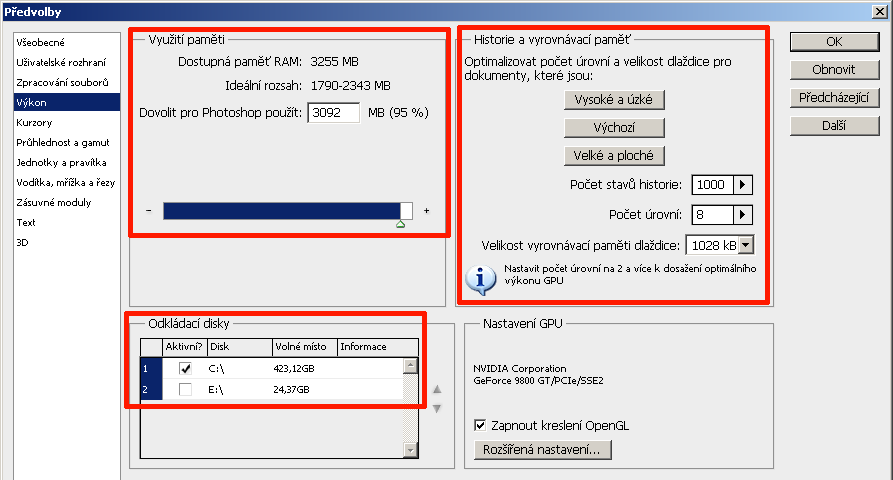 Předvolby
Všeobecné
Uživatelské rozhraní
Zpracování souborů
Výkon
Kurzory
Průhlednost a gamut
Jednotky a pravítka
Vodítka, mřížka a řezy
Zásuvné moduly
Text
3D
Využití paměti
Dostupná paměť RAM: 3255 MB
Ideální rozsah: 1790-2343 MB
Dovolit pro Photoshop použít: 3092 MB (95 %)
- +
Historie a vyrovnávací paměť
Optimalizovat počet úrovní a velikost dlaždice pro
dokumenty, které jsou:
Vysoké a úzké
Výchozí
Velké a ploché
Počet stavů historie: 1000
Počet úrovní: 8
Velikost vyrovnávací paměti dlaždice: 1028 kB
Nastavit počet úrovní na 2 a více k dosažení optimálního
výkonu GPU
OK
Obnovit
Předcházející
Další
Odkládací disky
Aktivní? Disk Volné místo Informace
1 C:\ 423,12GB
2 E:\ 24,37GB
Nastavení GPU
NVIDIA Corporation
GeForce 9800 GT/PCIe/SSE2
Zapnout kreslení OpenGL
Rozšířená nastavení...